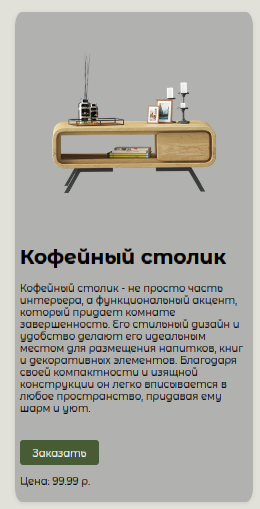 Кофейный столик
Кофейный столик - не просто часть
интерьера, а функциональный акцент,
который придает комнате
завершенность. Его стильный дизайн и
удобство делают его идеальным
местом для размещения напитков, книг
и декоративных элементов. Благодаря
своей компактности и изящной
конструкции он легко вписывается в
любое пространство, придавая ему
шарм и уют.
Заказать
Цена: 99.99 р.